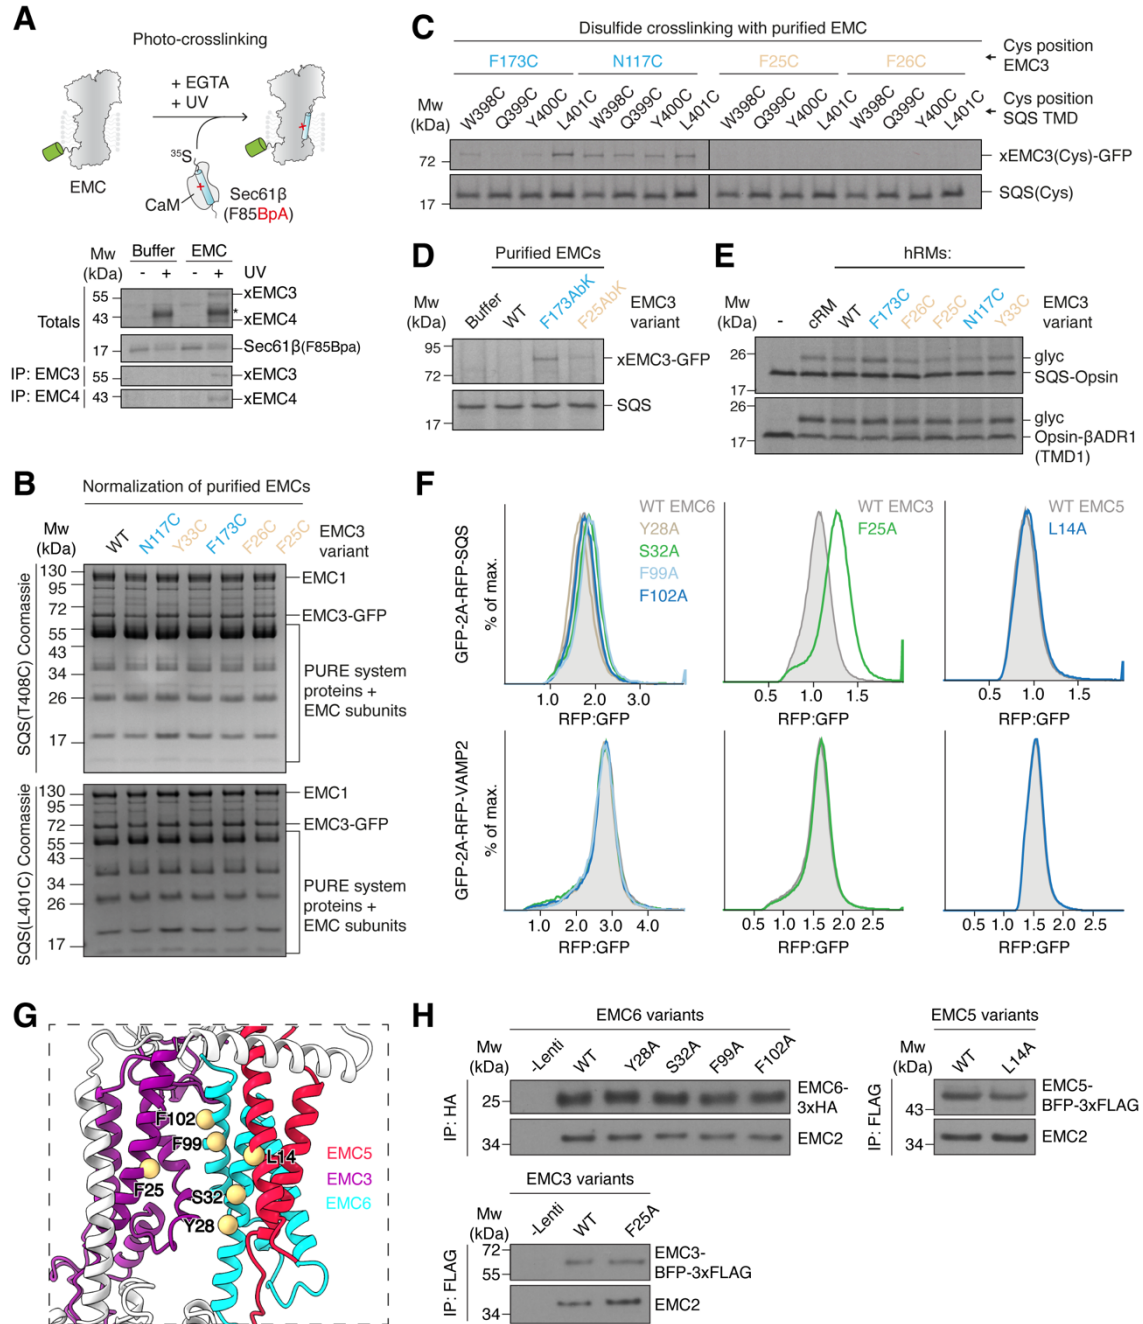 A
Photo-crosslinking
+ EGTA
+ UV
35S
EMC
CaM
Sec61β
(F85BpA)
Mw
(kDa)
Buffer EMC
- + - + UV
Totals
55
43
17
xEMC3
*
xEMC4
Sec61β(F85Bpa)
IP: EMC3 55 xEMC3
IP: EMC4 43 xEMC4
B
Normalization of purified EMCs
Mw
(kDa)
WT N117C Y33C F173C F26C F25C
EMC3
variant
SQS(T408C) Coomassie
130
95
72
55
43
34
26
17
EMC1
EMC3-GFP
PURE system
proteins +
EMC subunits
SQS(L401C) Coomassie
130
95
72
55
43
34
26
17
EMC1
EMC3-GFP
PURE system
proteins +
EMC subunits
C
Disulfide crosslinking with purified EMC
F173C N117C F25C F26C
Cys position
EMC3
W398C Q399C Y400C L401C W398C Q399C Y400C L401C W398C Q399C Y400C L401C W398C Q399C Y400C L401C
Cys position
SQS TMD
Mw
(kDa)
72
17
xEMC3(Cys)-GFP
SQS(Cys)
D
Purified EMCs
Mw
(kDa)
Buffer WT F173AbK F25AbK
EMC3
variant
95
72
17
xEMC3-GFP
SQS
E
hRMs:
Mw
(kDa)
- cRM WT F173C F26C F25C N117C Y33C
EMC3
variant
26
17
glyc
SQS-Opsin
26
17
glyc
Opsin-βADR1
(TMD1)
F
GFP-2A-RFP-SQS
% of max.
WT EMC6
Y28A
S32A
F99A
F102A
1.0 2.0 3.0
RFP:GFP
WT EMC3
F25A
0.5 1.0 1.5
RFP:GFP
WT EMC5
L14A
0.5 1.0 1.5
RFP:GFP
GFP-2A-RFP-VAMP2
% of max.
1.0 2.0 3.0 4.0
RFP:GFP
0.5 1.0 1.5 2.0 2.5
RFP:GFP
0.5 1.0 1.5 2.0 2.5
RFP:GFP
G
F102
F99
L14
F25
S32
Y28
EMC5
EMC3
EMC6
H
EMC6 variants
Mw
(kDa)
-Lenti WT Y28A S32A F99A F102A
IP: HA
25
34
EMC6-
3xHA
EMC2
EMC5 variants
Mw
(kDa)
WT L14A
IP: FLAG
43
34
EMC5-
BFP-3xFLAG
EMC2
EMC3 variants
Mw
(kDa)
-Lenti WT F25A
IP: FLAG
72
55
34
EMC3-
BFP-3xFLAG
EMC2